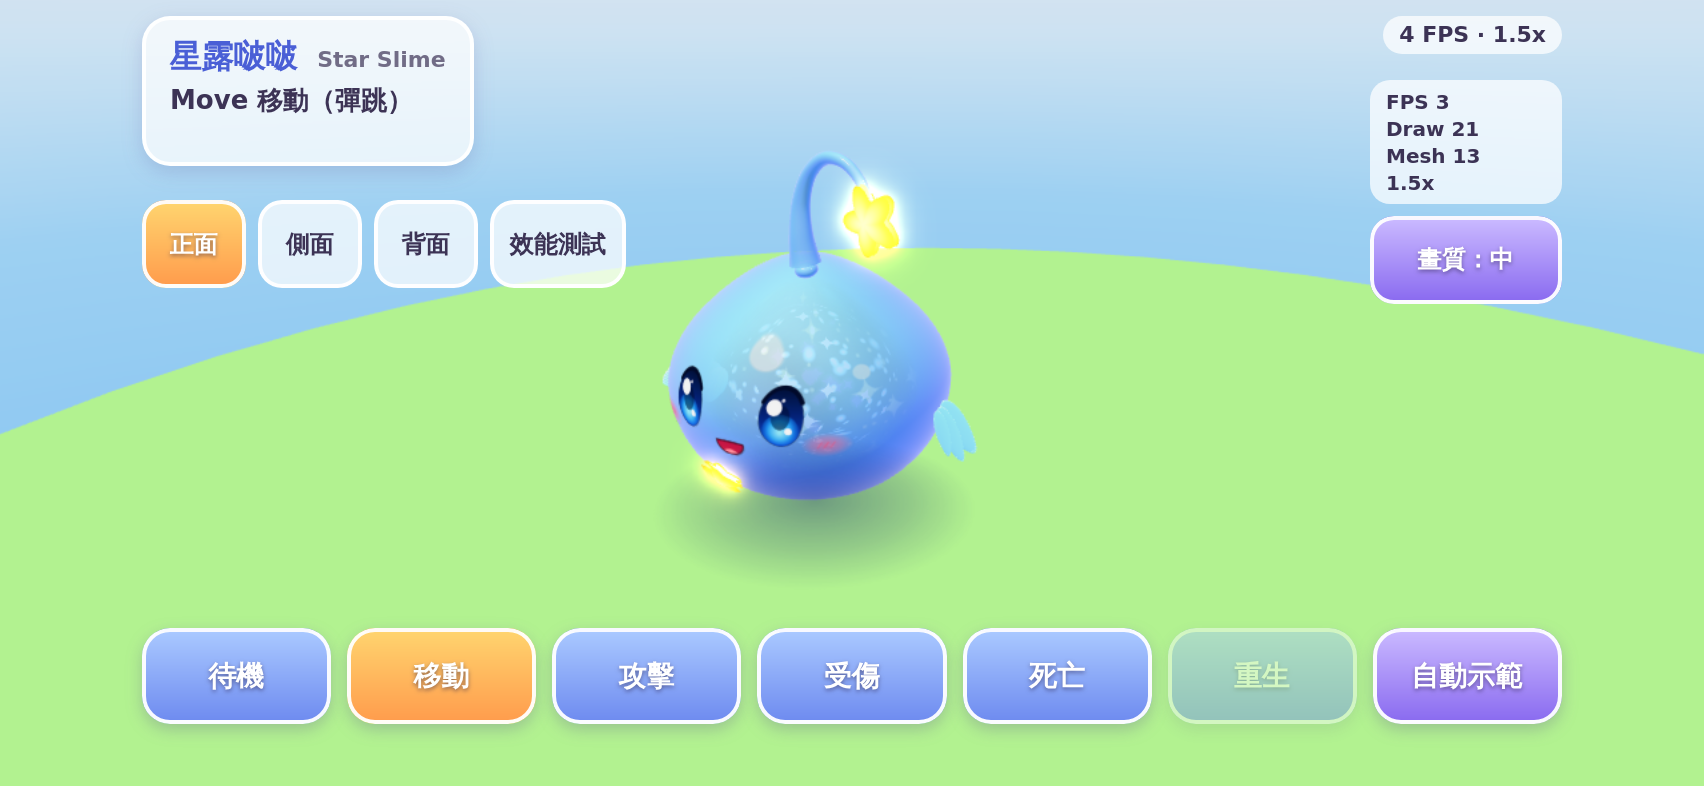 星露啵啵 Star Slime
Move 移動（彈跳）
4 FPS · 1.5x
FPS 3
Draw 21
Mesh 13
1.5x
正面
側面
背面
效能測試
畫質：中
待機
移動
攻擊
受傷
死亡
重生
自動示範